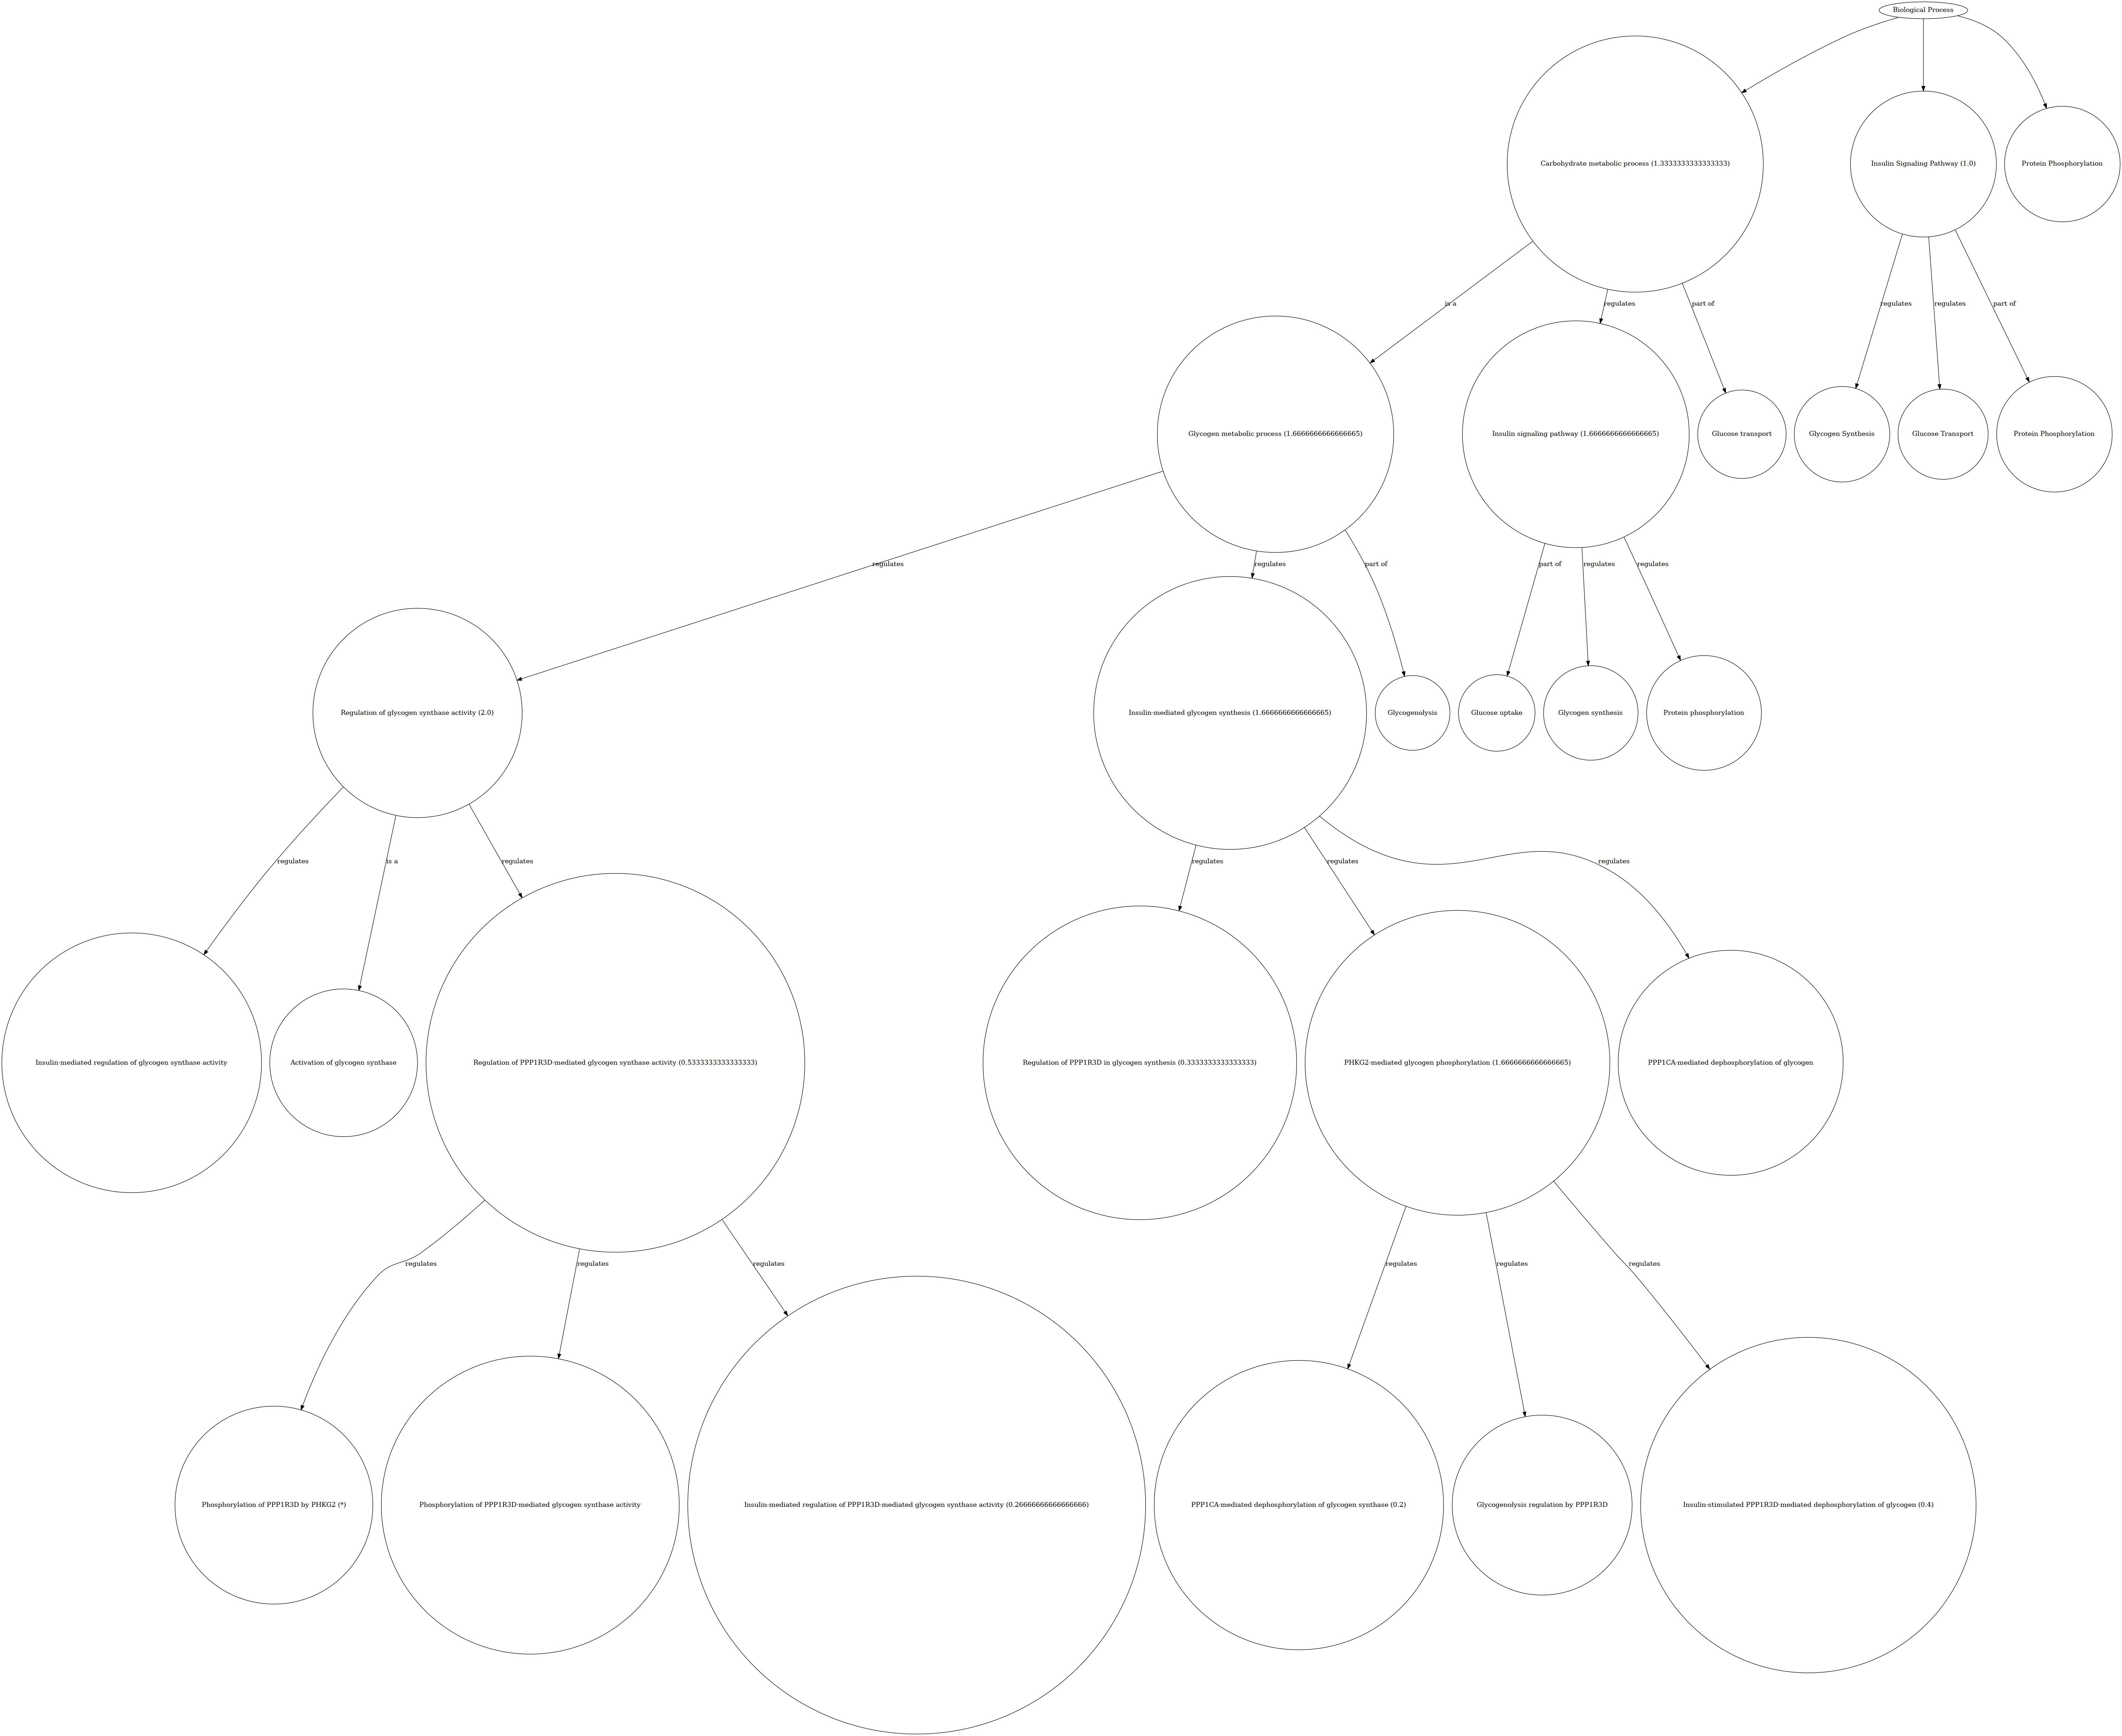 Biological Process
Carbohydrate metabolic process (1.3333333333333333)
Insulin Signaling Pathway (1.0)
Protein Phosphorylation
is a
regulates
part of
regulates
regulates
part of
Glycogen metabolic process (1.6666666666666665)
Insulin signaling pathway (1.6666666666666665)
Glucose transport
Glycogen Synthesis
Glucose Transport
Protein Phosphorylation
regulates
regulates
part of
part of
regulates
regulates
Regulation of glycogen synthase activity (2.0)
Insulin-mediated glycogen synthesis (1.6666666666666665)
Glycogenolysis
Glucose uptake
Glycogen synthesis
Protein phosphorylation
regulates
is a
regulates
regulates
regulates
regulates
Insulin-mediated regulation of glycogen synthase activity
Activation of glycogen synthase
Regulation of PPP1R3D-mediated glycogen synthase activity (0.5333333333333333)
Regulation of PPP1R3D in glycogen synthesis (0.3333333333333333)
PHKG2-mediated glycogen phosphorylation (1.6666666666666665)
PPP1CA-mediated dephosphorylation of glycogen
regulates
regulates
regulates
regulates
regulates
regulates
Phosphorylation of PPP1R3D by PHKG2 (*)
Phosphorylation of PPP1R3D-mediated glycogen synthase activity
Insulin-mediated regulation of PPP1R3D-mediated glycogen synthase activity (0.26666666666666666)
PPP1CA-mediated dephosphorylation of glycogen synthase (0.2)
Glycogenolysis regulation by PPP1R3D
Insulin-stimulated PPP1R3D-mediated dephosphorylation of glycogen (0.4)